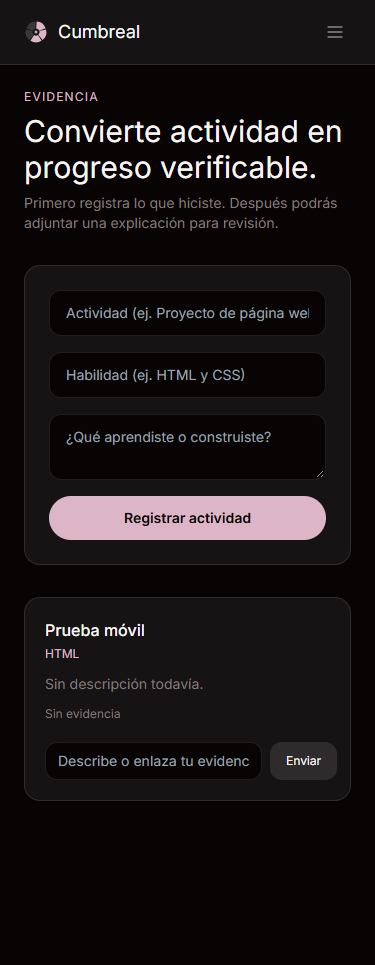 Cumbreal
EVIDENCIA
Convierte actividad en
progreso verificable.
Primero registra lo que hiciste. Después podrás
adjuntar una explicación para revisión.
Actividad (ej. Proyecto de página wel
Habilidad (ej. HTML y CSS)
¿Qué aprendiste o construiste?
Registrar actividad
Prueba móvil
HTML
Sin descripción todavía.
Sin evidencia
Describe o enlaza tu evidenc
Enviar